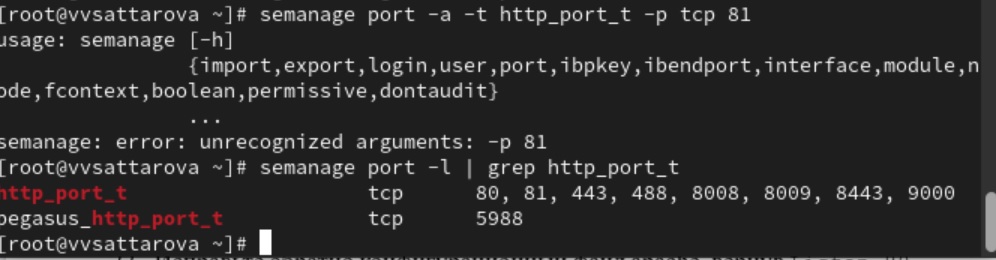 [root@vvsattarova ~]# semanage port -a -t http_port_t -p tcp 81
usage: semanage [-h]
{import,export,login,user,port,ibpkey,ibendport,interface,module,n
ode,fcontext,boolean,permissive,dontaudit}
...
semanage: error: unrecognized arguments: -p 81
[root@vvsattarova ~]# semanage port -l | grep http_port_t
http_port_t tcp 80, 81, 443, 488, 8008, 8009, 8443, 9000
pegasus_http_port_t tcp 5988
[root@vvsattarova ~]#